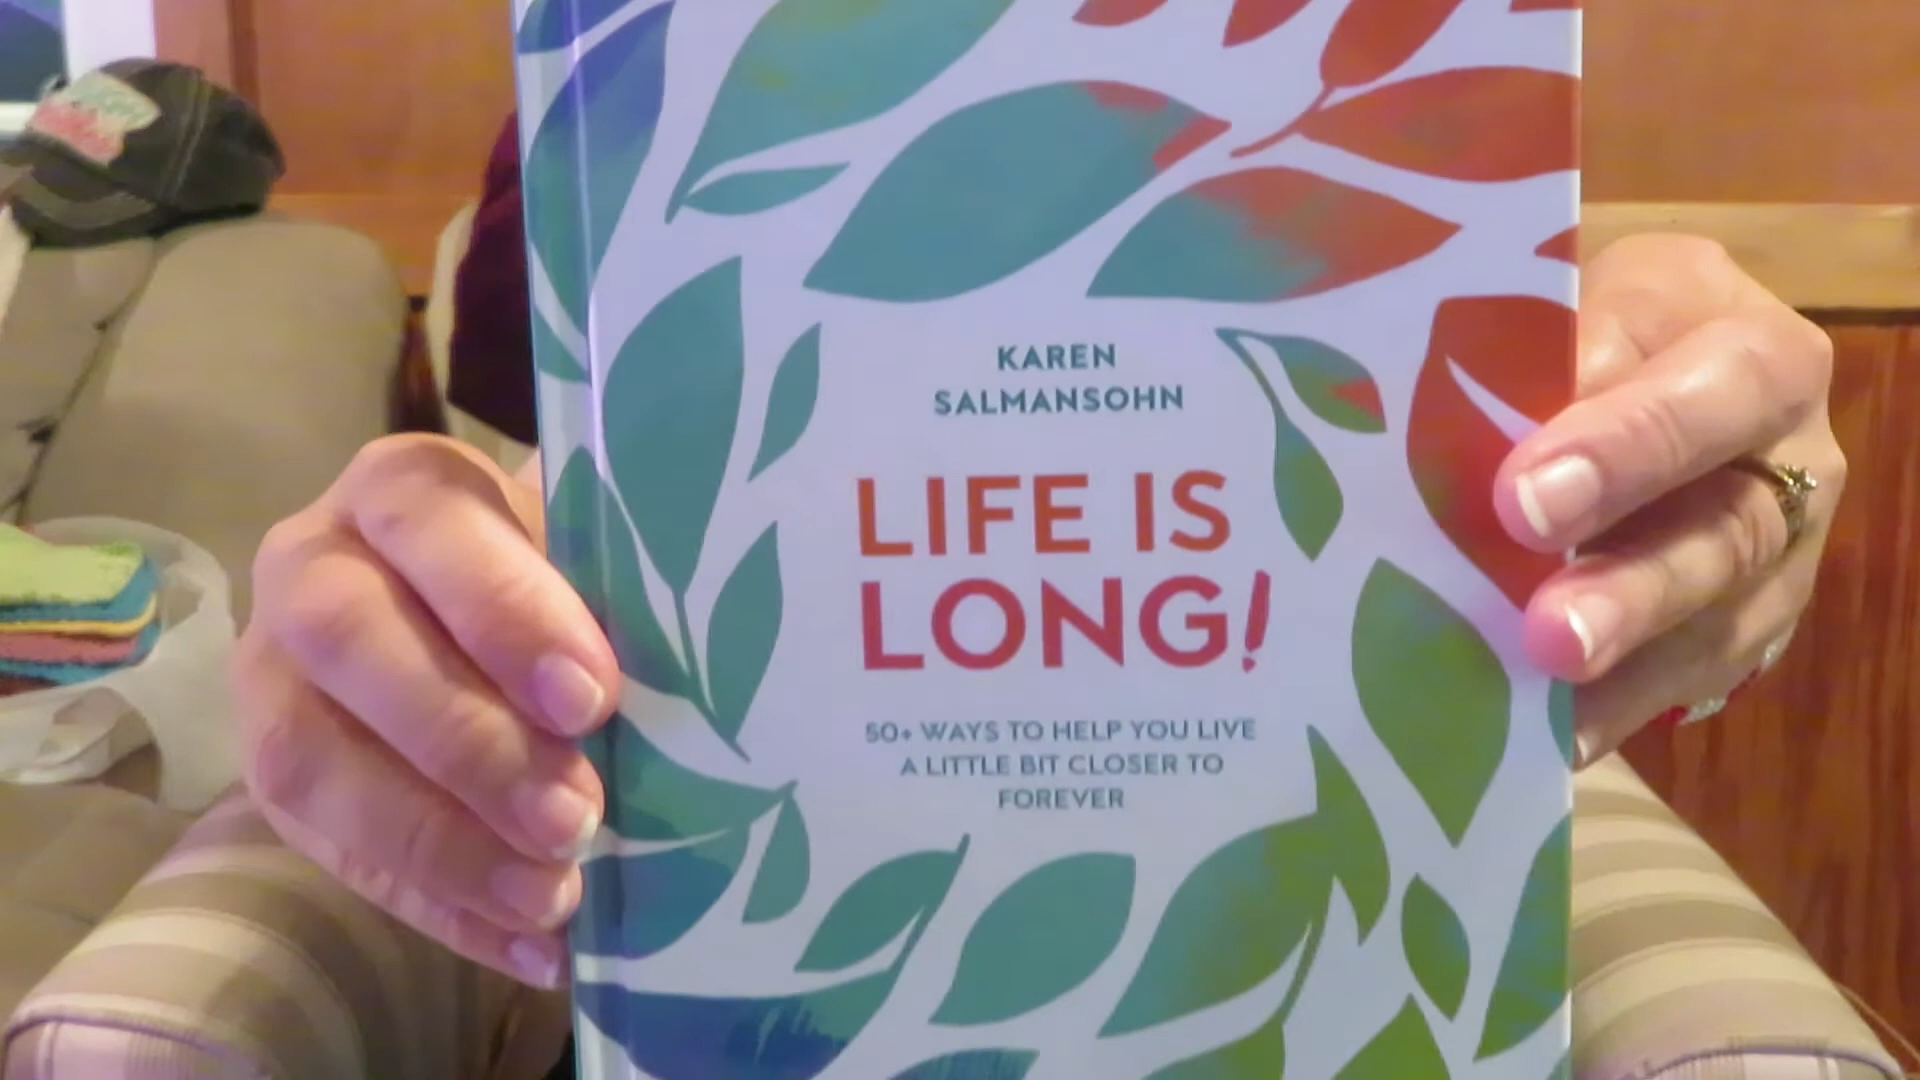 KAREN
SALMANSOHN
LIFE IS
LONG!
50+ WAYS TO HELP YOU LIVE
A LITTLE BIT CLOSER TO
FOREVER